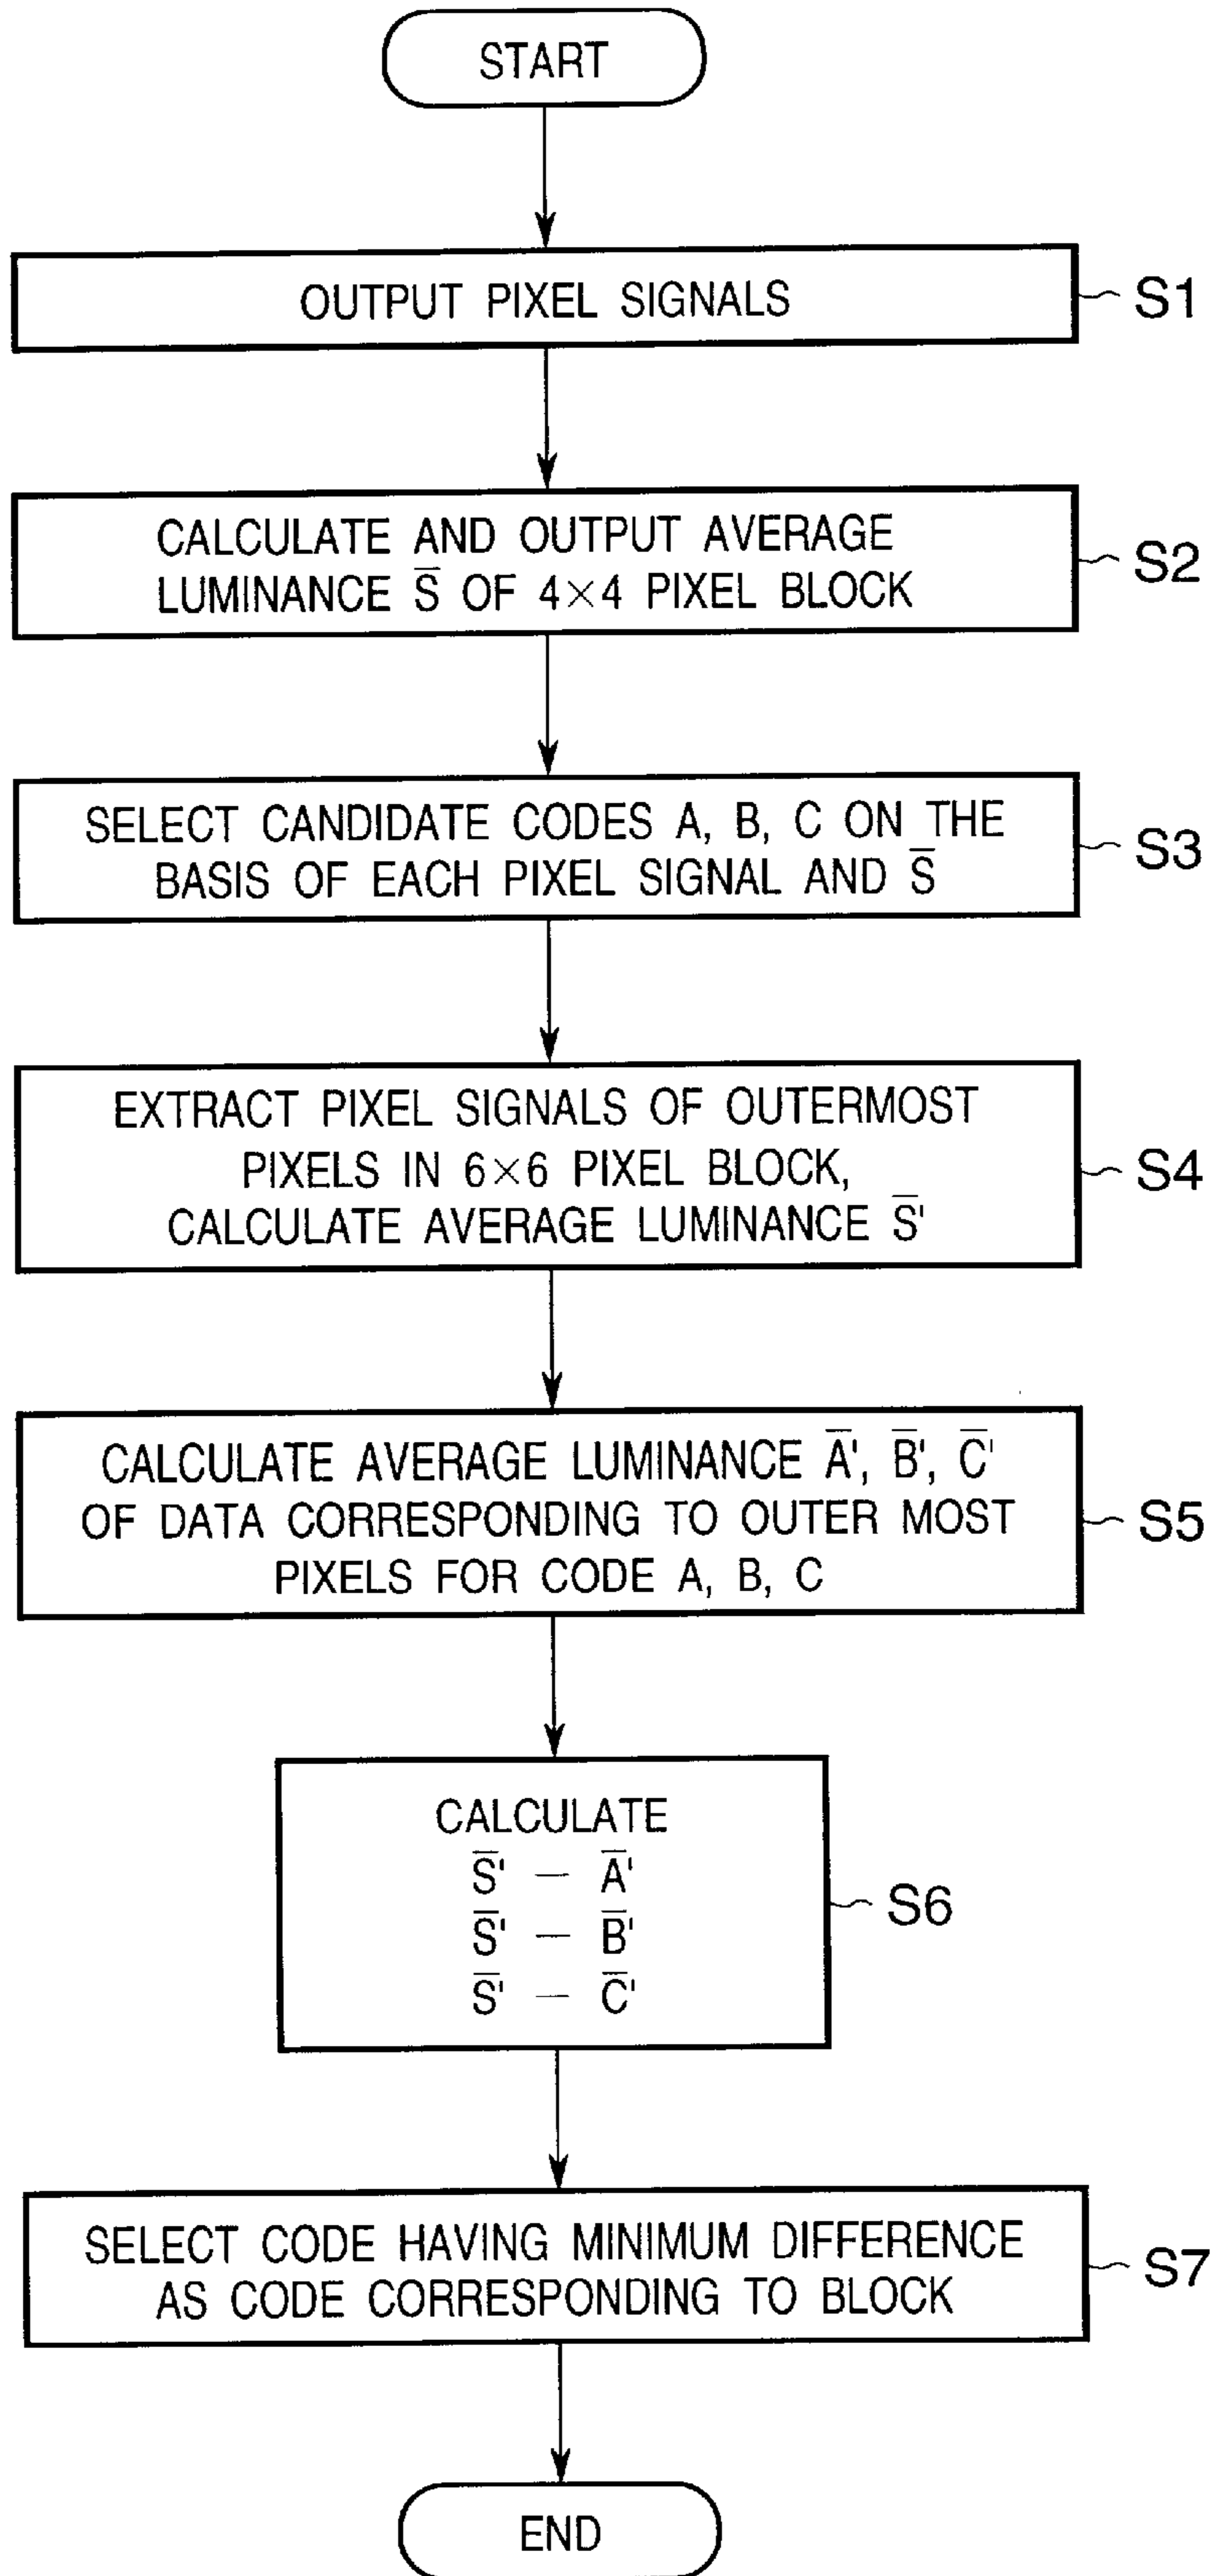 START
OUTPUT PIXEL SIGNALS
S1
CALCULATE AND OUTPUT AVERAGE
LUMINANCE S̅ OF 4×4 PIXEL BLOCK
S2
SELECT CANDIDATE CODES A, B, C ON THE
BASIS OF EACH PIXEL SIGNAL AND S̅
S3
EXTRACT PIXEL SIGNALS OF OUTERMOST
PIXELS IN 6×6 PIXEL BLOCK,
CALCULATE AVERAGE LUMINANCE S̅'
S4
CALCULATE AVERAGE LUMINANCE A̅', B̅', C̅'
OF DATA CORRESPONDING TO OUTER MOST
PIXELS FOR CODE A, B, C
S5
CALCULATE
S̅' – A̅'
S̅' – B̅'
S̅' – C̅'
S6
SELECT CODE HAVING MINIMUM DIFFERENCE
AS CODE CORRESPONDING TO BLOCK
S7
END